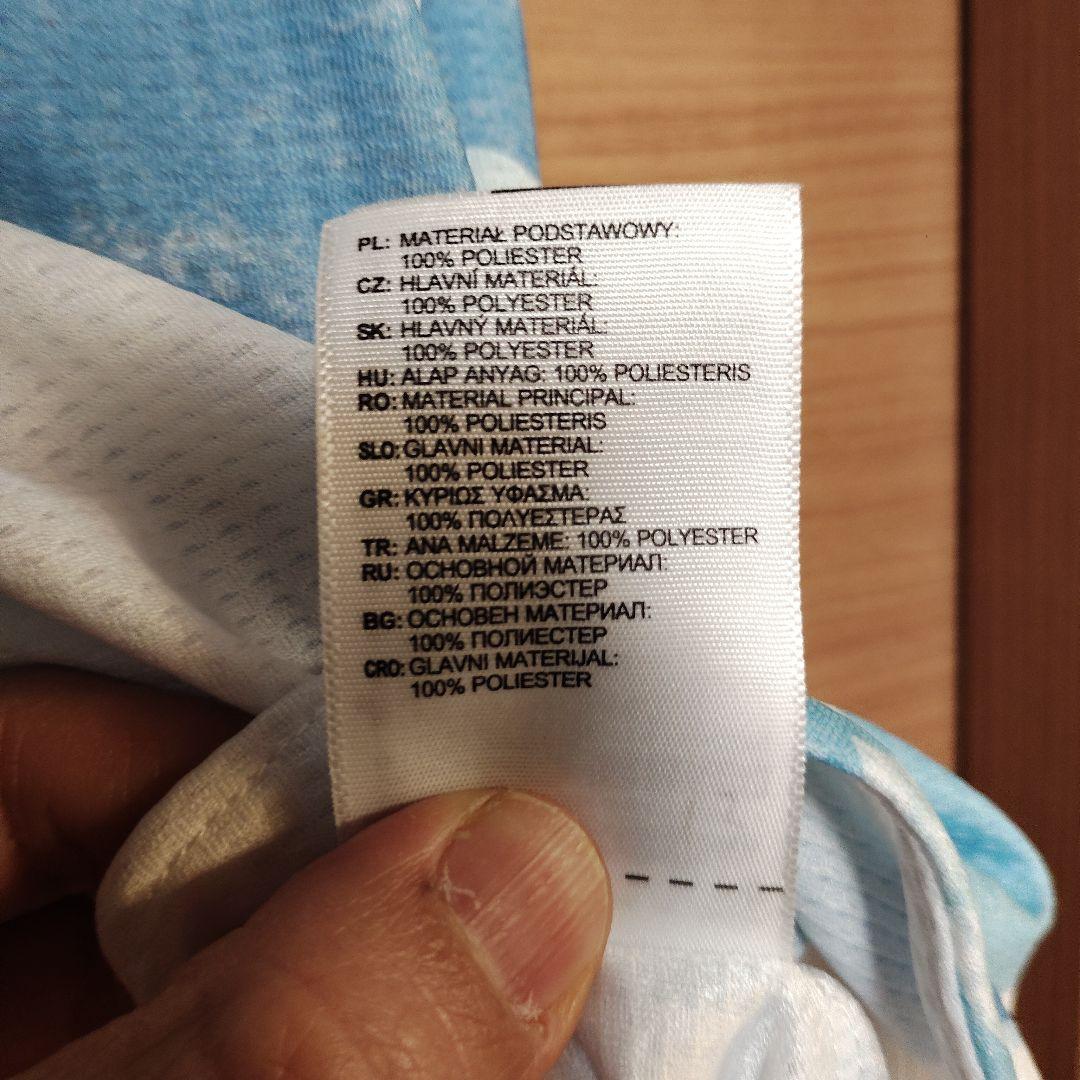 PL: MATERIAŁ PODSTAWOWY:
100% POLIESTER
CZ: HLAVNÍ MATERIÁL:
100% POLYESTER
SK: HLAVNÝ MATERIÁL:
100% POLYESTER
HU: ALAP ANYAG: 100% POLIESTERIS
RO: MATERIAL PRINCIPAL:
100% POLIESTERIS
SLO: GLAVNI MATERIAL:
100% POLIESTER
GR: ΚΥΡΙΩΣ ΥΦΑΣΜΑ:
100% ΠΟΛΥΕΣΤΕΡΑΣ
TR: ANA MALZEME: 100% POLYESTER
RU: ОСНОВНОЙ МАТЕРИАЛ:
100% ПОЛИЭСТЕР
BG: ОСНОВЕН МАТЕРИАЛ:
100% ПОЛИЕСТЕР
CRO: GLAVNI MATERIJAL:
100% POLIESTER